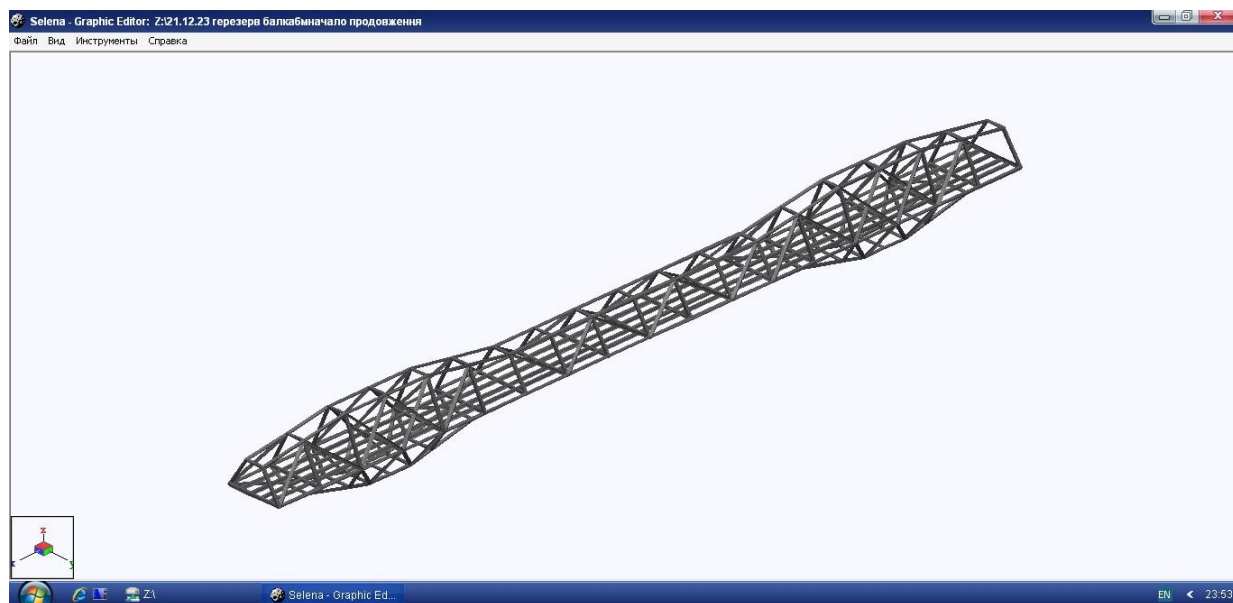 Selena - Graphic Editor: Z:\21.12.23 герезерв балкабмначало продовження
Файл Вид Инструменты Справка
z
x y
Z:\ Selena - Graphic Ed... EN 23:53